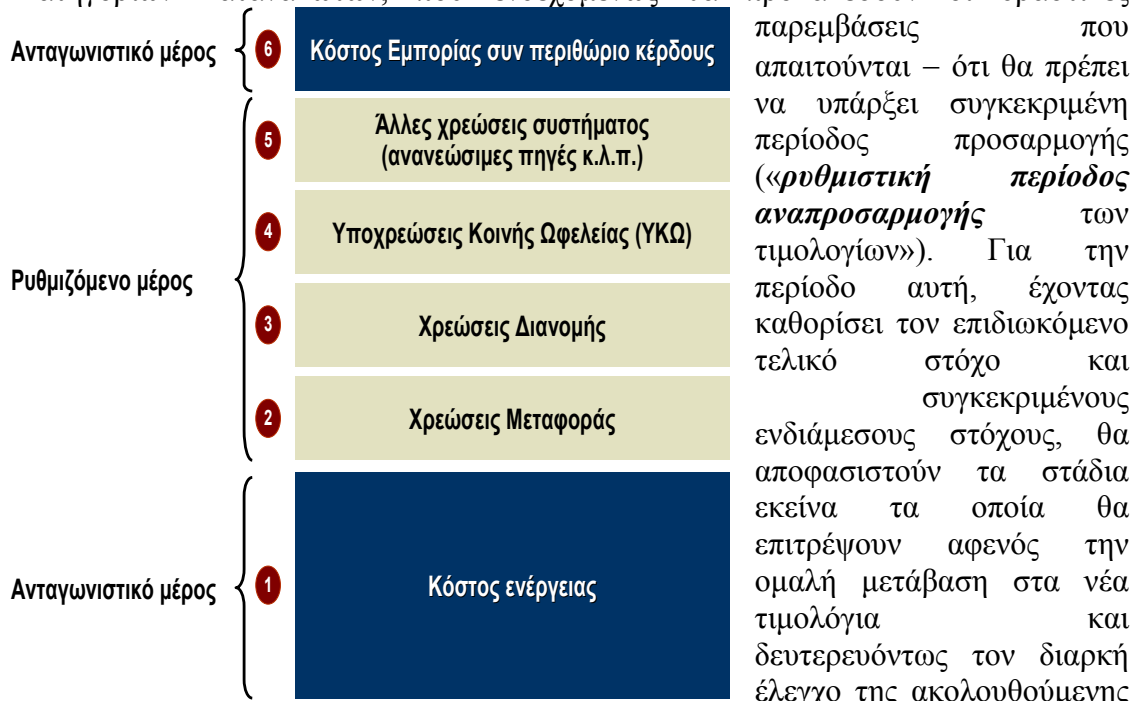 Ανταγωνιστικό μέρος
6
Κόστος Εμπορίας συν περιθώριο κέρδους
5
Άλλες χρεώσεις συστήματος
(ανανεώσιμες πηγές κ.λ.π.)
4
Υποχρεώσεις Κοινής Ωφελείας (ΥΚΩ)
Ρυθμιζόμενο μέρος
3
Χρεώσεις Διανομής
2
Χρεώσεις Μεταφοράς
Ανταγωνιστικό μέρος
1
Κόστος ενέργειας
παρεμβάσεις που
απαιτούνται – ότι θα πρέπει
να υπάρξει συγκεκριμένη
περίοδος προσαρμογής
(«ρυθμιστική περίοδος
αναπροσαρμογής των
τιμολογίων»). Για την
περίοδο αυτή, έχοντας
καθορίσει τον επιδιωκόμενο
τελικό στόχο και
συγκεκριμένους
ενδιάμεσους στόχους, θα
αποφασιστούν τα στάδια
εκείνα τα οποία θα
επιτρέψουν αφενός την
ομαλή μετάβαση στα νέα
τιμολόγια και
δευτερευόντως τον διαρκή
έλεγχο της ακολουθούμενης